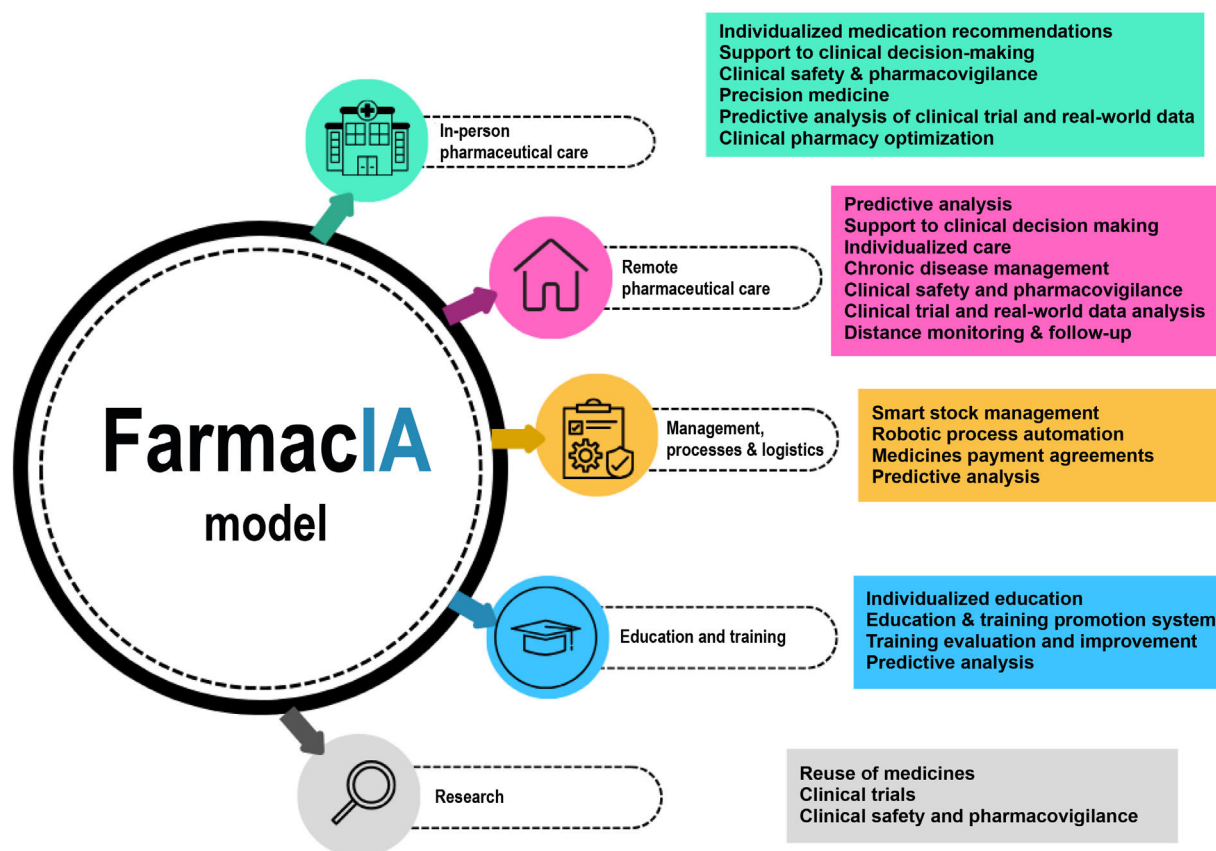 FarmacIA
model
In-person
pharmaceutical care
Individualized medication recommendations
Support to clinical decision-making
Clinical safety & pharmacovigilance
Precision medicine
Predictive analysis of clinical trial and real-world data
Clinical pharmacy optimization
Remote
pharmaceutical care
Predictive analysis
Support to clinical decision making
Individualized care
Chronic disease management
Clinical safety and pharmacovigilance
Clinical trial and real-world data analysis
Distance monitoring & follow-up
Management,
processes & logistics
Smart stock management
Robotic process automation
Medicines payment agreements
Predictive analysis
Education and training
Individualized education
Education & training promotion system
Training evaluation and improvement
Predictive analysis
Research
Reuse of medicines
Clinical trials
Clinical safety and pharmacovigilance